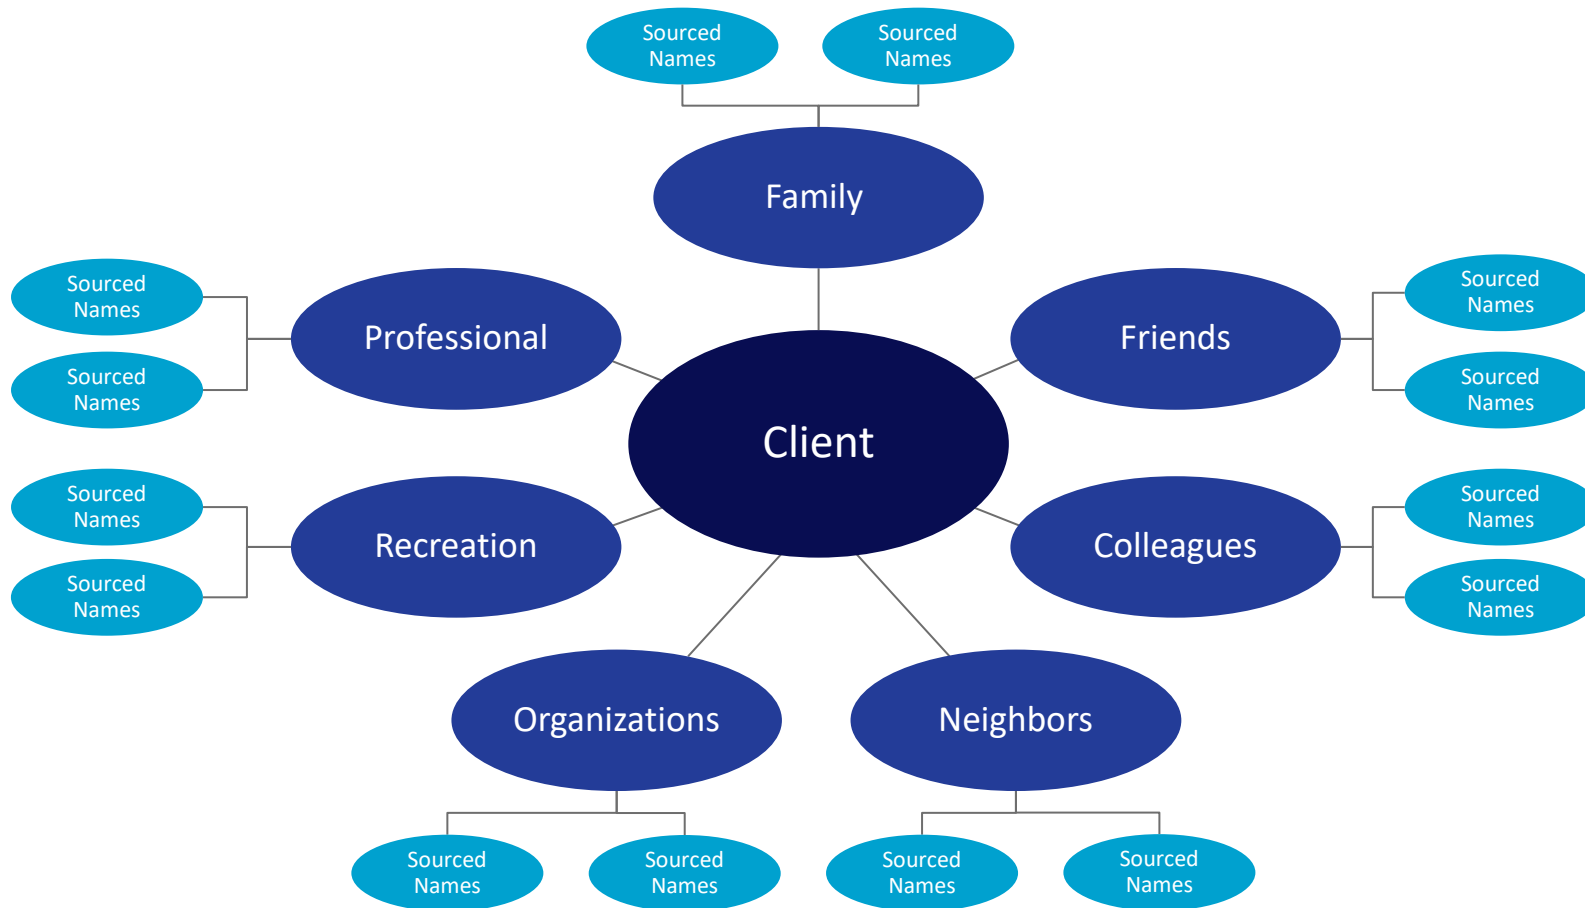 Sourced
Names
Sourced
Names
Family
Sourced
Names
Sourced
Names
Professional
Friends
Sourced
Names
Sourced
Names
Client
Sourced
Names
Sourced
Names
Recreation
Colleagues
Sourced
Names
Sourced
Names
Organizations
Neighbors
Sourced
Names
Sourced
Names
Sourced
Names
Sourced
Names